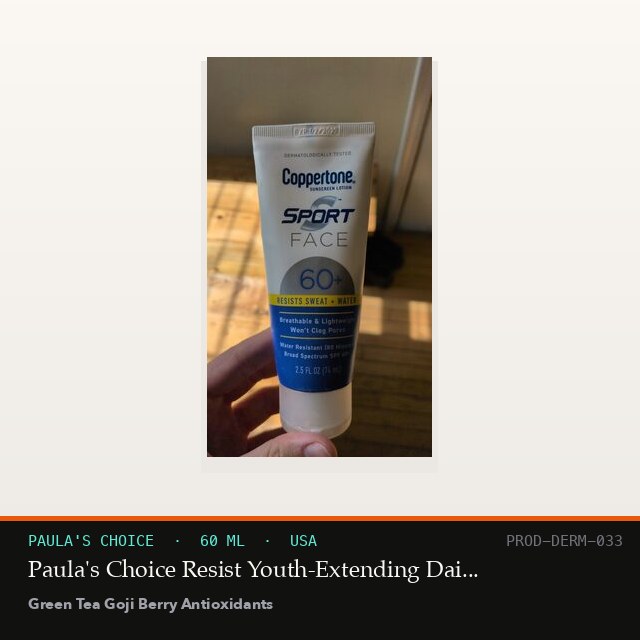 DERMATOLOGICALLY TESTED
Coppertone
SUNSCREEN LOTION
SPORT
FACE
60+
RESISTS SWEAT + WATER
Breathable & Lightweight
Won't Clog Pores
Water Resistant (80
Broad Spectrum SPF
2.5 FL OZ (74 mL)
PAULA'S CHOICE · 60 ML · USA
PROD-DERM-033
Paula's Choice Resist Youth-Extending Dai...
Green Tea Goji Berry Antioxidants